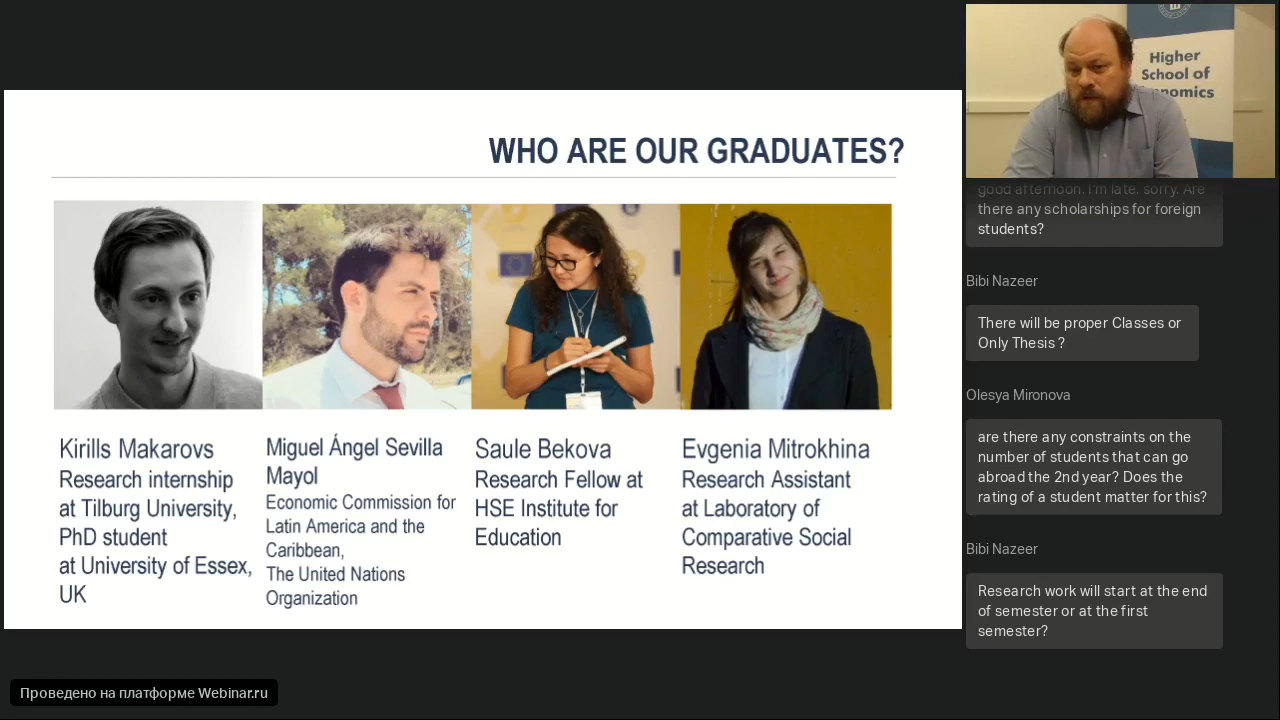 WHO ARE OUR GRADUATES?
Kirills Makarovs
Research internship
at Tilburg University,
PhD student
at University of Essex,
UK
Miguel Ángel Sevilla
Mayol
Economic Commission for
Latin America and the
Caribbean,
The United Nations
Organization
Saule Bekova
Research Fellow at
HSE Institute for
Education
Evgenia Mitrokhina
Research Assistant
at Laboratory of
Comparative Social
Research
Higher
School of
onomics
good afternoon. I'm late, sorry. Are
there any scholarships for foreign
students?
Bibi Nazeer
There will be proper Classes or
Only Thesis ?
Olesya Mironova
are there any constraints on the
number of students that can go
abroad the 2nd year? Does the
rating of a student matter for this?
Bibi Nazeer
Research work will start at the end
of semester or at the first
semester?
Проведено на платформе Webinar.ru